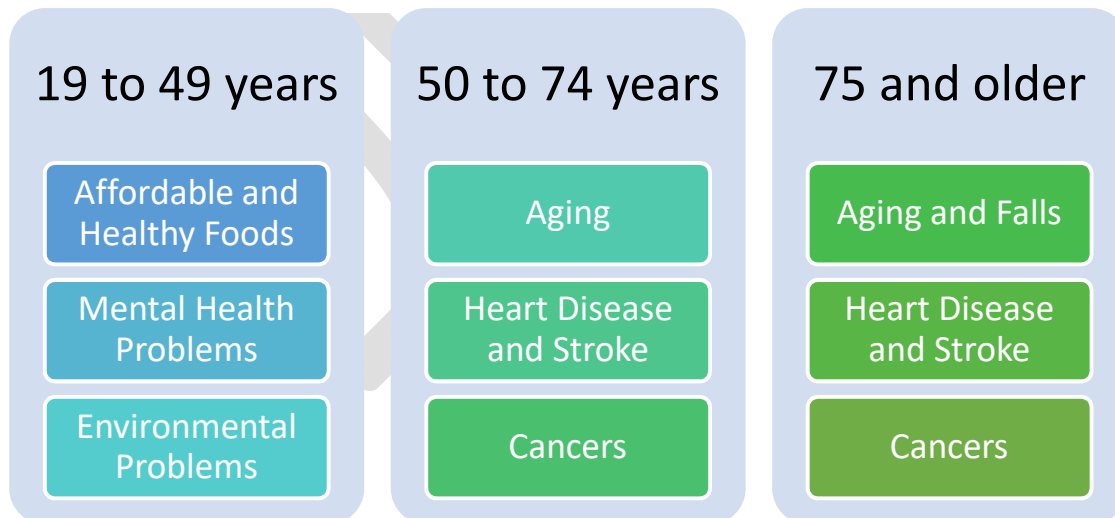 19 to 49 years
Affordable and
Healthy Foods
Mental Health
Problems
Environmental
Problems
50 to 74 years
Aging
Heart Disease
and Stroke
Cancers
75 and older
Aging and Falls
Heart Disease
and Stroke
Cancers